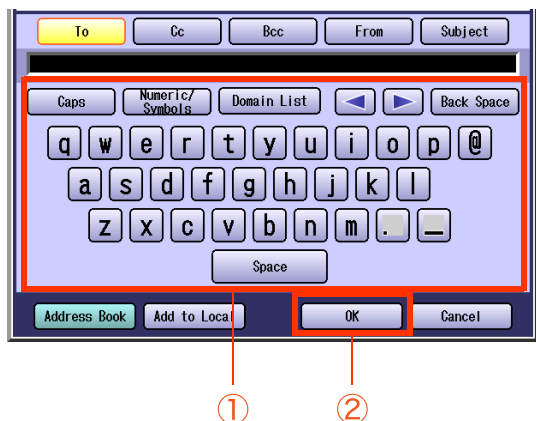 To Cc Bcc From Subject
Caps Numeric/ Symbols Domain List Back Space
q w e r t y u i o p @
a s d f g h j k l
z x c v b n m . _
Space
Address Book Add to Local OK Cancel
① ②